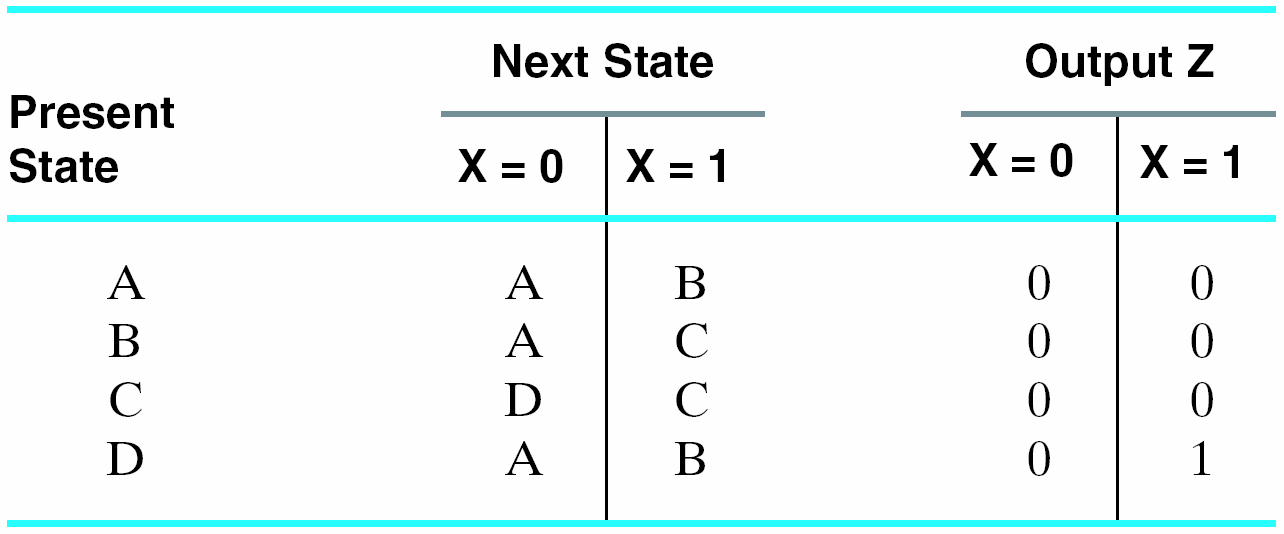 Next State Output Z
Present
State X = 0 X = 1 X = 0 X = 1
A A B 0 0
B A C 0 0
C D C 0 0
D A B 0 1